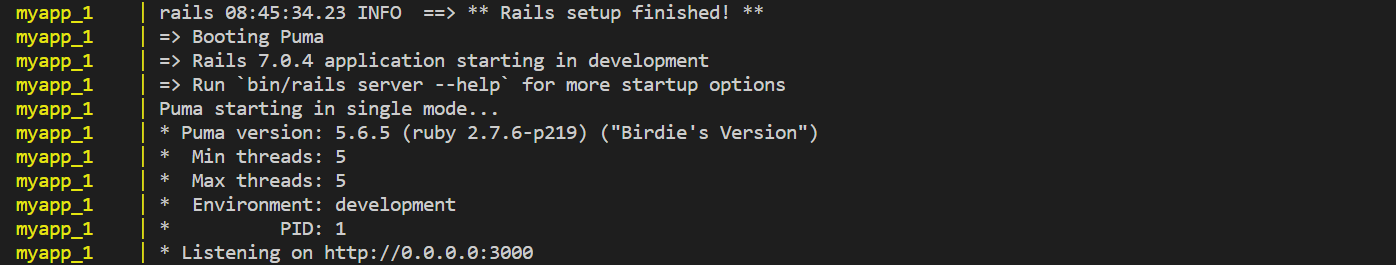 myapp_1    | rails 08:45:34.23 INFO  ==> ** Rails setup finished! **
myapp_1    | => Booting Puma
myapp_1    | => Rails 7.0.4 application starting in development
myapp_1    | => Run `bin/rails server --help` for more startup options
myapp_1    | Puma starting in single mode...
myapp_1    | * Puma version: 5.6.5 (ruby 2.7.6-p219) ("Birdie's Version")
myapp_1    | *  Min threads: 5
myapp_1    | *  Max threads: 5
myapp_1    | *  Environment: development
myapp_1    | *          PID: 1
myapp_1    | * Listening on http://0.0.0.0:3000